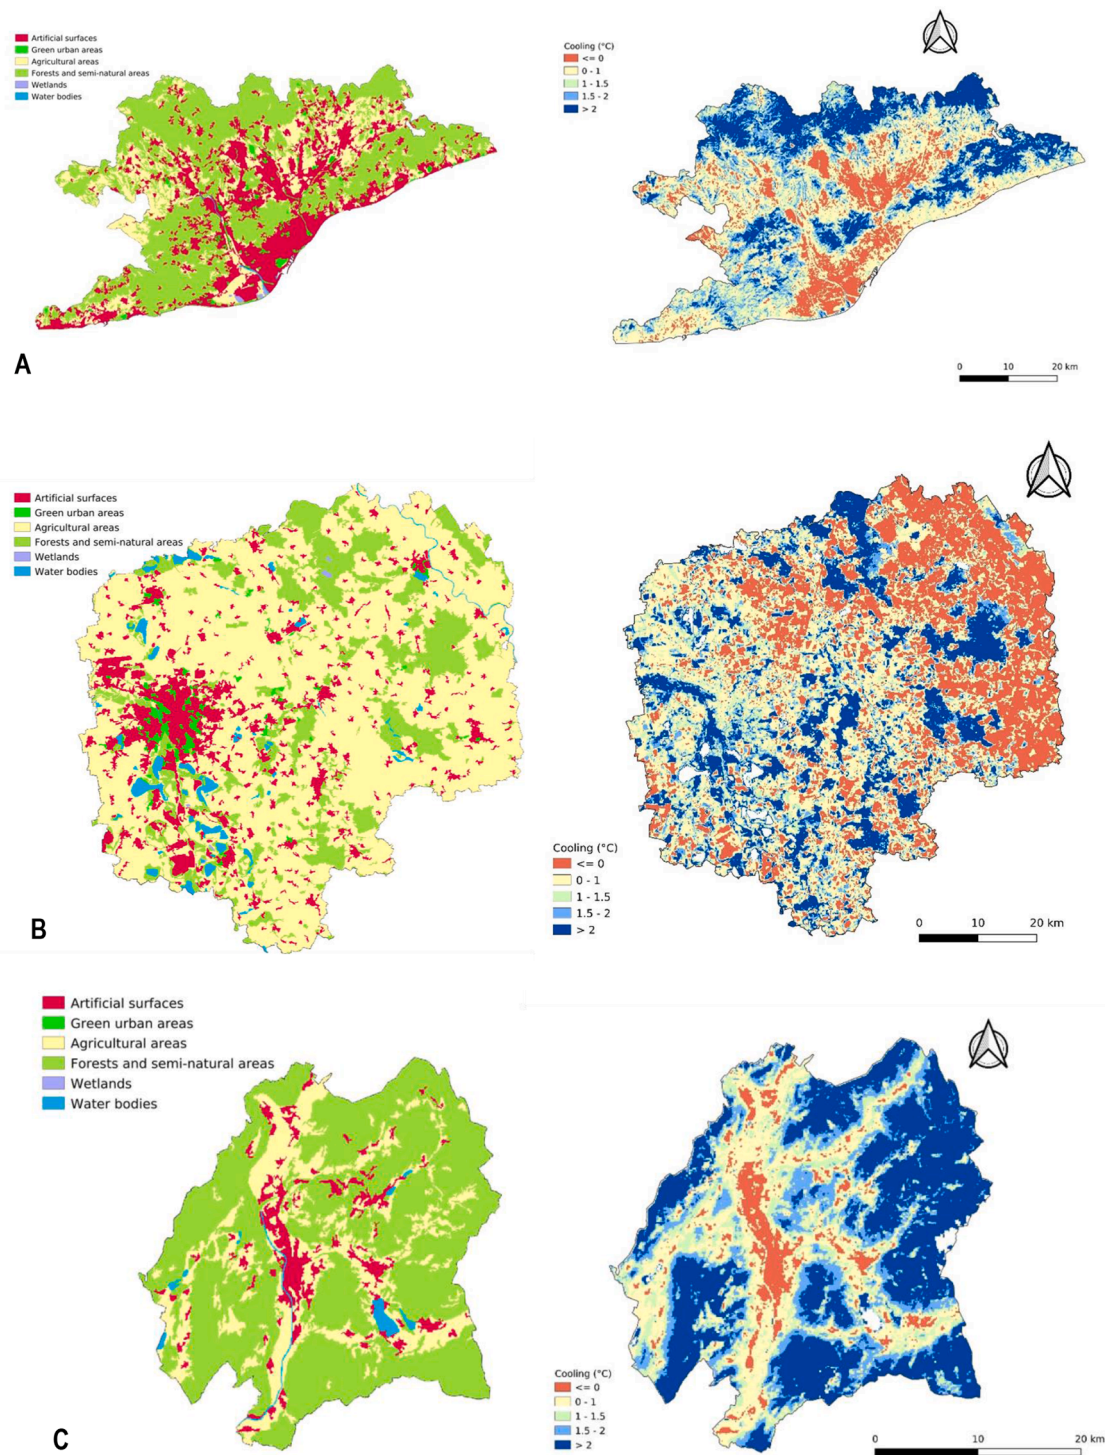 Artificial surfaces
Green urban areas
Agricultural areas
Forests and semi-natural areas
Wetlands
Water bodies
Cooling (°C)
<= 0
0 - 1
1 - 1.5
1.5 - 2
> 2
A
0 10 20 km
Artificial surfaces
Green urban areas
Agricultural areas
Forests and semi-natural areas
Wetlands
Water bodies
Cooling (°C)
<= 0
0 - 1
1 - 1.5
1.5 - 2
> 2
B
0 10 20 km
Artificial surfaces
Green urban areas
Agricultural areas
Forests and semi-natural areas
Wetlands
Water bodies
Cooling (°C)
<= 0
0 - 1
1 - 1.5
1.5 - 2
> 2
C
0 10 20 km